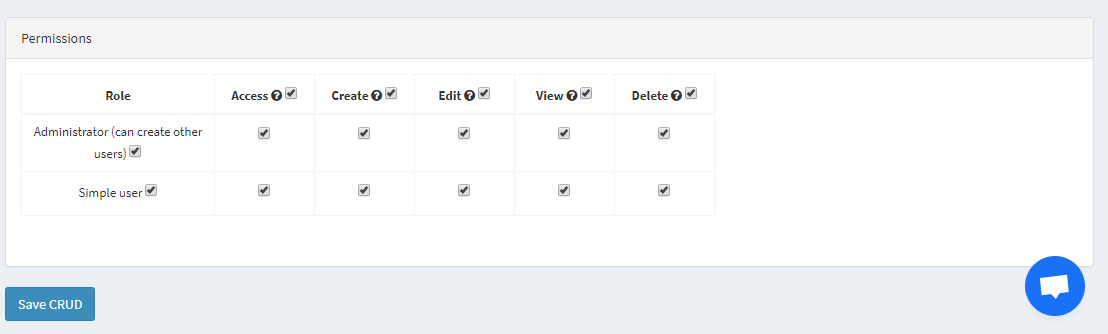 Permissions
Role Access Create Edit View Delete
Administrator (can create other
users)
Simple user
Save CRUD